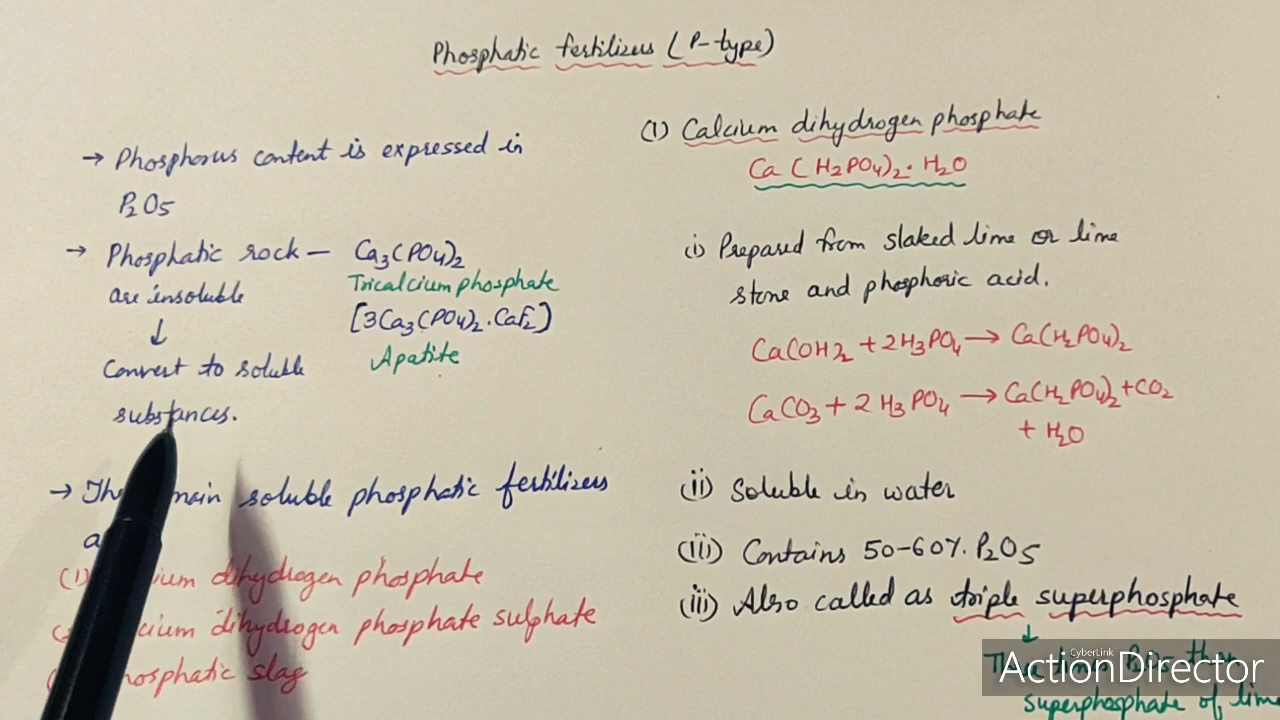 Phosphatic fertilizers (P-type)
→ Phosphorus content is expressed in
P2O5
→ Phosphatic rock — Ca3(PO4)2
are insoluble Tricalcium phosphate
↓ [3Ca3(PO4)2.CaF2]
Convert to soluble Apatite
substances.
→ The main soluble phosphatic fertilizers
(1) dihydrogen phosphate
dihydrogen phosphate sulphate
slag
(1) Calcium dihydrogen phosphate
Ca(H2PO4)2.H2O
(i) Prepared from slaked lime or lime
stone and phosphoric acid.
Ca(OH)2 + 2H3PO4 → Ca(H2PO4)2
CaCO3 + 2H3PO4 → Ca(H2PO4)2 + CO2
+ H2O
(ii) Soluble in water
(iii) Contains 50-60%. P2O5
(iii) Also called as triple superphosphate
↓
times P2O5
superphosphate of lime
CyberLink
ActionDirector